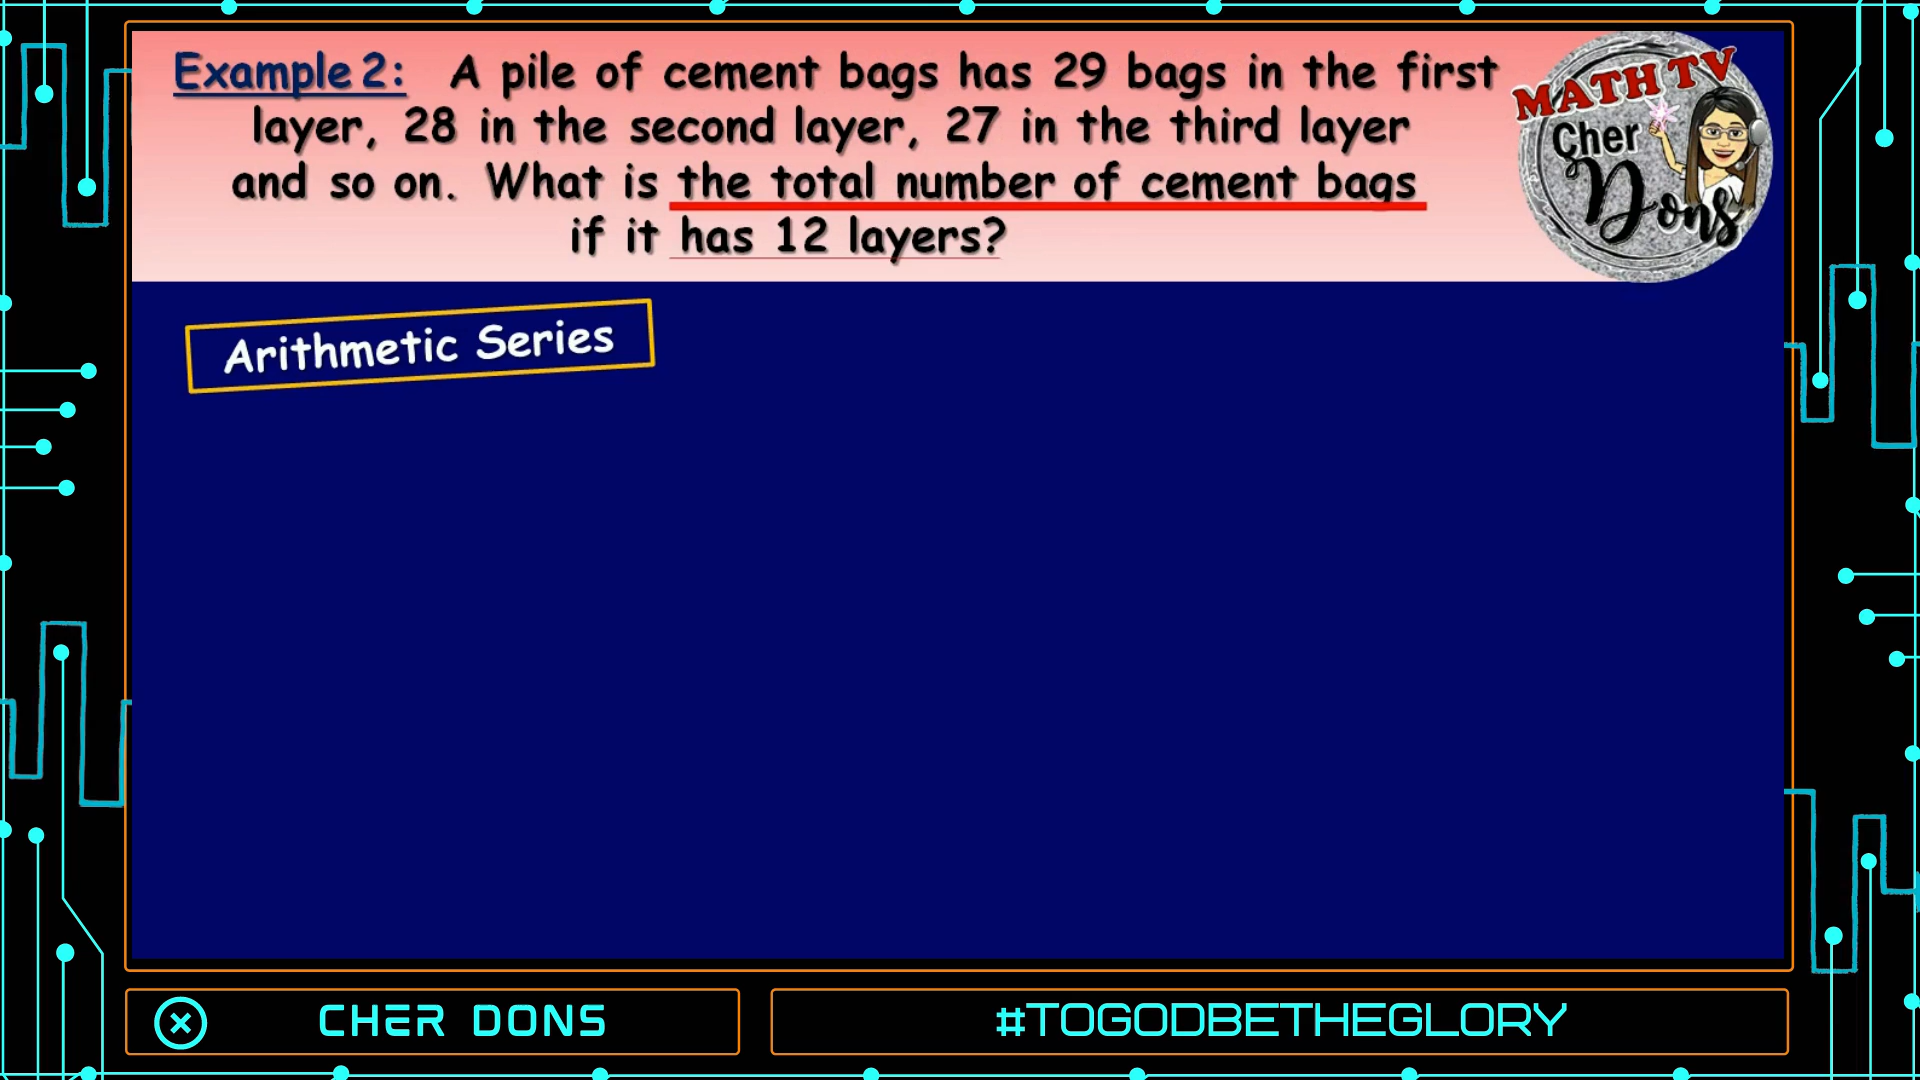 Example 2: A pile of cement bags has 29 bags in the first
layer, 28 in the second layer, 27 in the third layer
and so on. What is the total number of cement bags
if it has 12 layers?
MATH TV
Cher
Dons
Arithmetic Series
CHER DONS
#TOGODBETHEGLORY